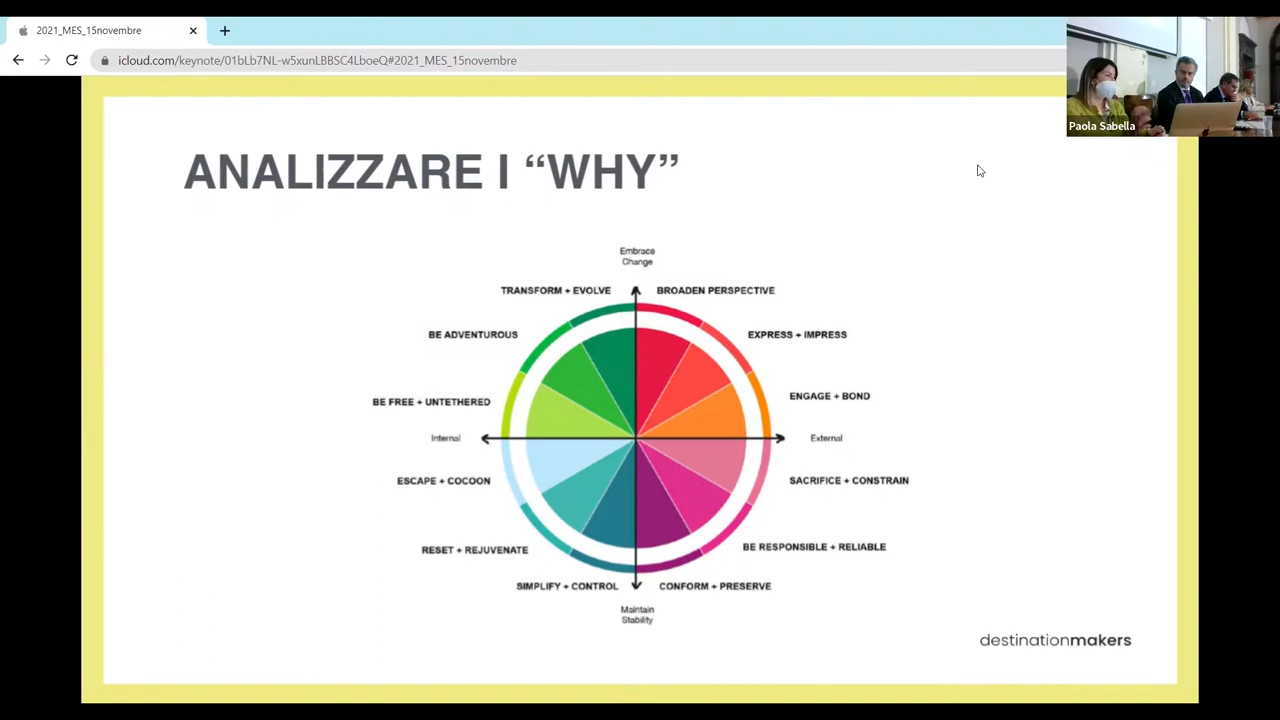 2021_MES_15novembre
icloud.com/keynote/01bLb7NL-w5xunLBBSC4LboeQ#2021_MES_15novembre
Paola Sabella
ANALIZZARE I “WHY”
Embrace
Change
TRANSFORM + EVOLVE
BROADEN PERSPECTIVE
BE ADVENTUROUS
EXPRESS + IMPRESS
BE FREE + UNTETHERED
ENGAGE + BOND
Internal
External
ESCAPE + COCOON
SACRIFICE + CONSTRAIN
RESET + REJUVENATE
BE RESPONSIBLE + RELIABLE
SIMPLIFY + CONTROL
CONFORM + PRESERVE
Maintain
Stability
destinationmakers